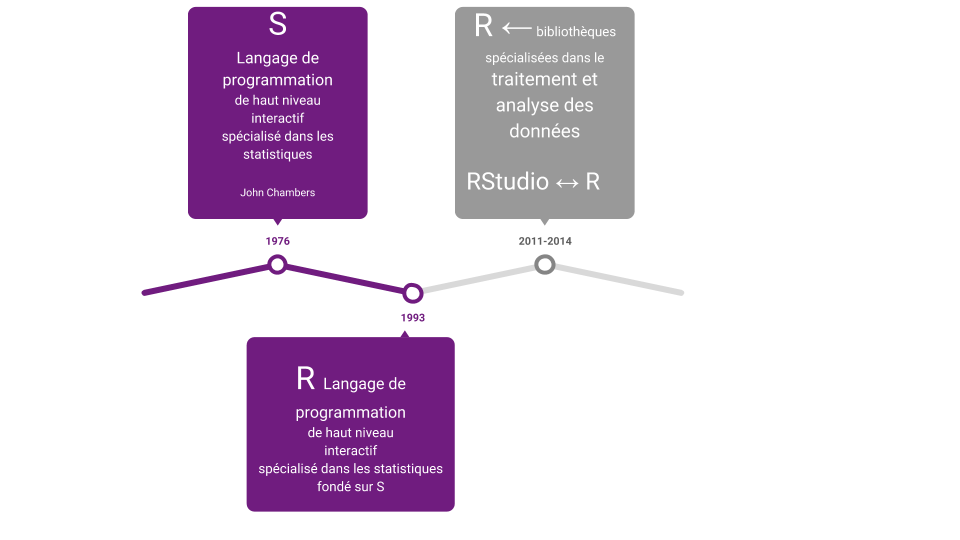 S
Langage de
programmation
de haut niveau
interactif
spécialisé dans les
statistiques
John Chambers
1976
R ← bibliothèques
spécialisées dans le
traitement et
analyse des
données
RStudio ↔ R
2011-2014
1993
R Langage de
programmation
de haut niveau
interactif
spécialisé dans les statistiques
fondé sur S